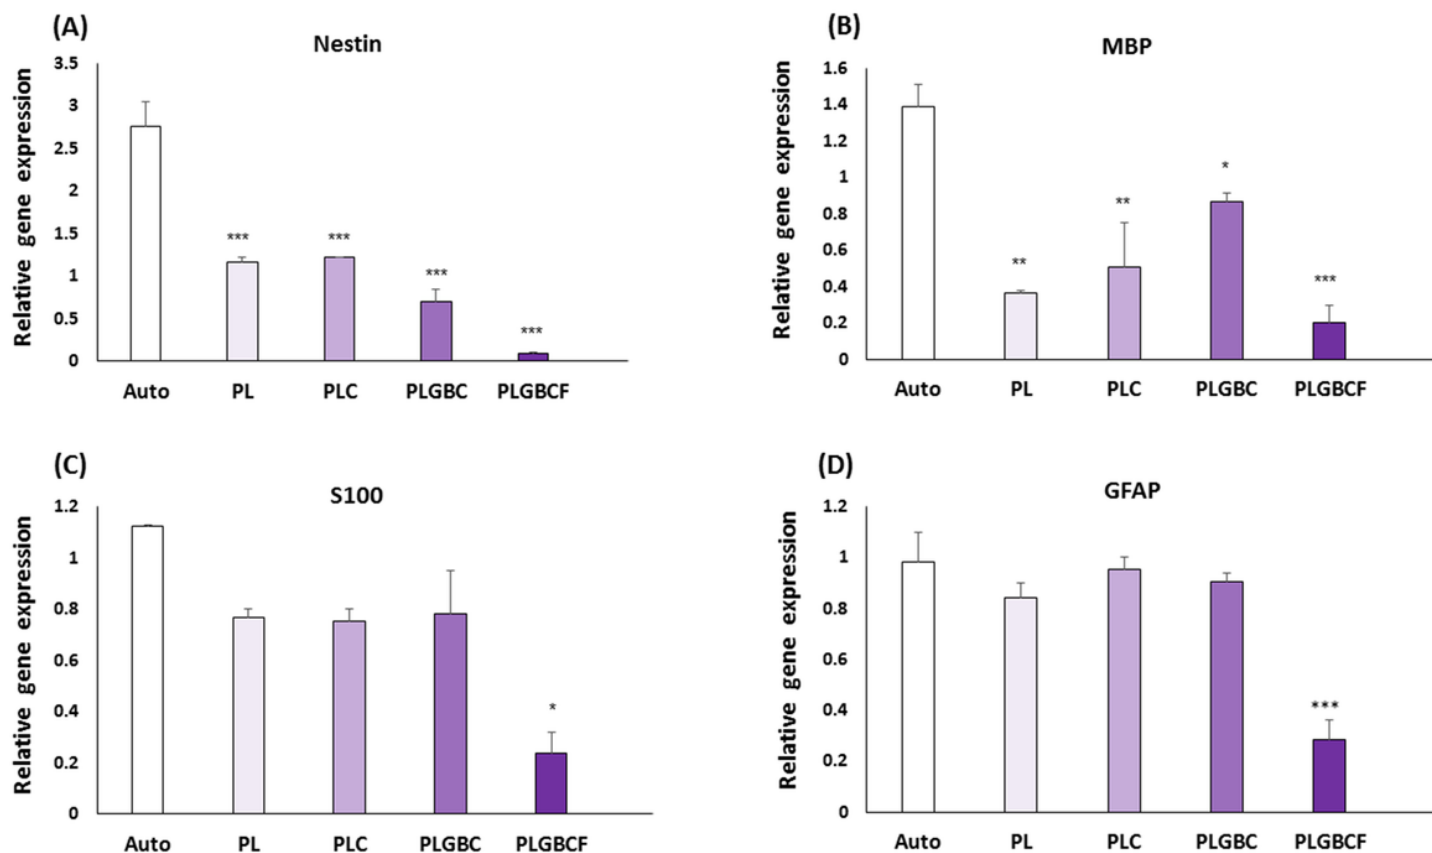 (A)
Nestin
Relative gene expression
3.5
3
2.5
2
1.5
1
0.5
0
***
***
***
***
Auto PL PLC PLGBC PLGBCF
(B)
MBP
Relative gene expression
1.6
1.4
1.2
1
0.8
0.6
0.4
0.2
0
**
**
*
***
Auto PL PLC PLGBC PLGBCF
(C)
S100
Relative gene expression
1.2
1
0.8
0.6
0.4
0.2
0
*
Auto PL PLC PLGBC PLGBCF
(D)
GFAP
Relative gene expression
1.2
1
0.8
0.6
0.4
0.2
0
***
Auto PL PLC PLGBC PLGBCF